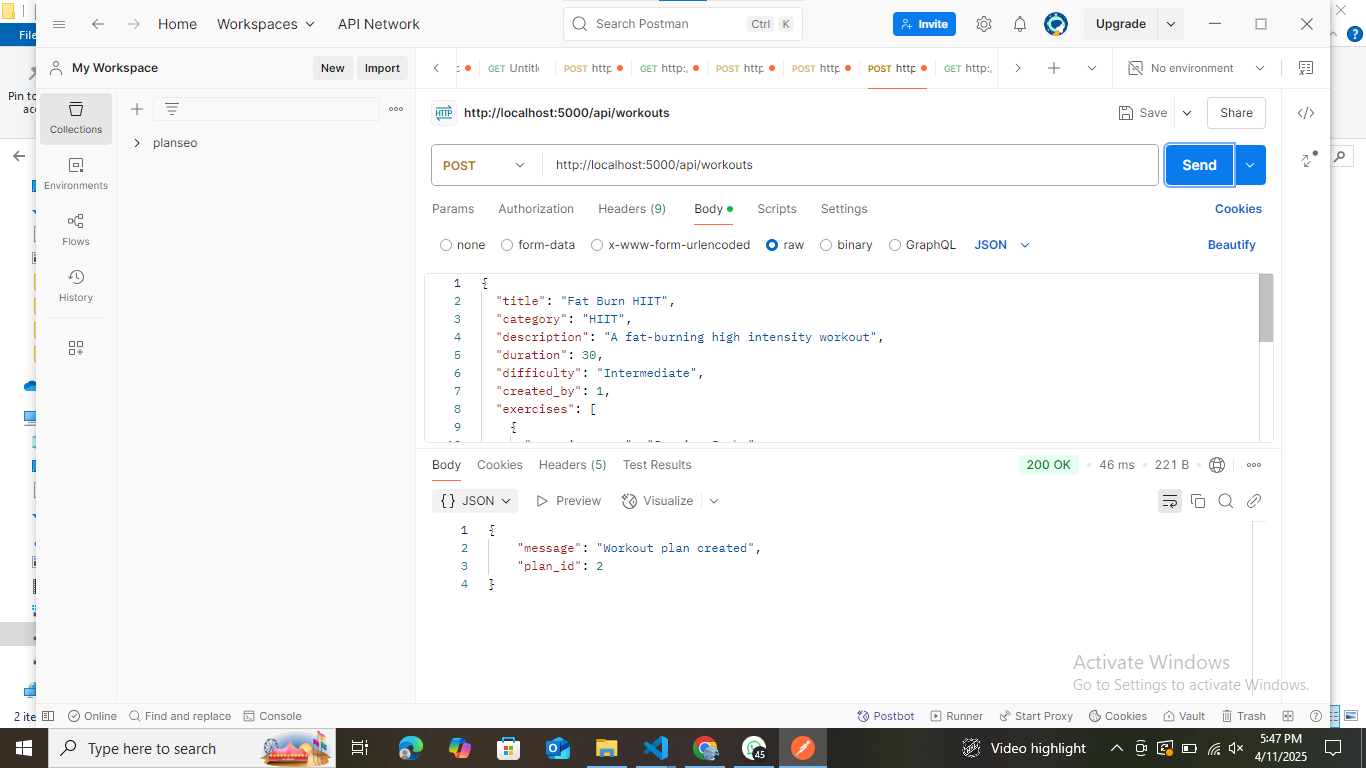 File
Home
Workspaces
API Network
Search Postman
Ctrl
K
Invite
Upgrade
Pin to
My Workspace
New
Import
GET
POST http
GET http:
POST http
POST http
POST http
GET http:
No environment
Collections
Environments
Flows
History
planseo
HTTP
http://localhost:5000/api/workouts
Save
Share
POST
http://localhost:5000/api/workouts
Send
Params
Authorization
Headers (9)
Body
Scripts
Settings
Cookies
none
form-data
x-www-form-urlencoded
raw
binary
GraphQL
JSON
Beautify
1 {
2 "title": "Fat Burn HIIT",
3 "category": "HIIT",
4 "description": "A fat-burning high intensity workout",
5 "duration": 30,
6 "difficulty": "Intermediate",
7 "created_by": 1,
8 "exercises": [
9 {
Body
Cookies
Headers (5)
Test Results
200 OK
46 ms
221 B
{} JSON
Preview
Visualize
1 {
2 "message": "Workout plan created",
3 "plan_id": 2
4 }
Activate Windows
Go to Settings to activate Windows.
Online
Find and replace
Console
Postbot
Runner
Start Proxy
Cookies
Vault
Trash
Type here to search
45
Video highlight
5:47 PM
4/11/2025